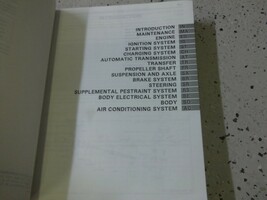 INTRODUCTION
MAINTENANCE
ENGINE
IGNITION SYSTEM
STARTING SYSTEM
CHARGING SYSTEM
AUTOMATIC TRANSMISSION
TRANSFER
PROPELLER SHAFT
SUSPENSION AND AXLE
BRAKE SYSTEM
STEERING
SUPPLEMENTAL RESTRAINT SYSTEM
BODY ELECTRICAL SYSTEM
BODY
AIR CONDITIONING SYSTEM